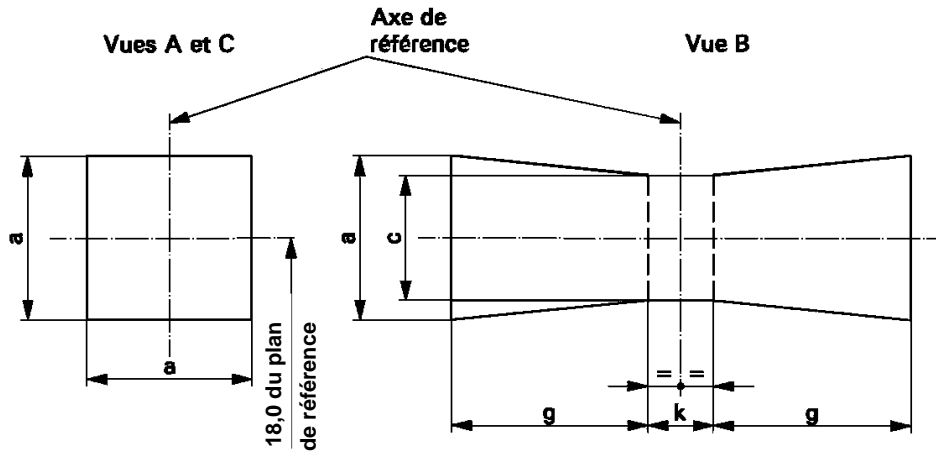 Vues A et C
Axe de
référence
Vue B
a
a
18,0 du plan
de référence
a
c
= =
g
k
g